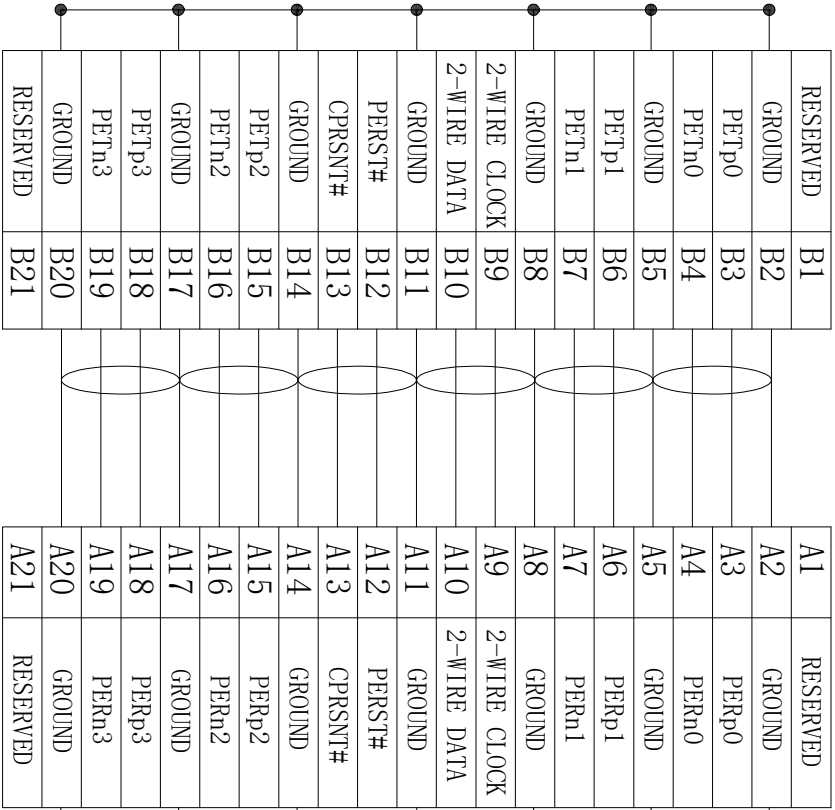 RESERVED B1 A1 RESERVED
GROUND B2 A2 GROUND
PETp0 B3 A3 PERp0
PETn0 B4 A4 PERn0
GROUND B5 A5 GROUND
PETp1 B6 A6 PERp1
PETn1 B7 A7 PERn1
GROUND B8 A8 GROUND
2-WIRE CLOCK B9 A9 2-WIRE CLOCK
2-WIRE DATA B10 A10 2-WIRE DATA
GROUND B11 A11 GROUND
PERST# B12 A12 PERST#
CPRSNT# B13 A13 CPRSNT#
GROUND B14 A14 GROUND
PETp2 B15 A15 PERp2
PETn2 B16 A16 PERn2
GROUND B17 A17 GROUND
PETp3 B18 A18 PERp3
PETn3 B19 A19 PERn3
GROUND B20 A20 GROUND
RESERVED B21 A21 RESERVED